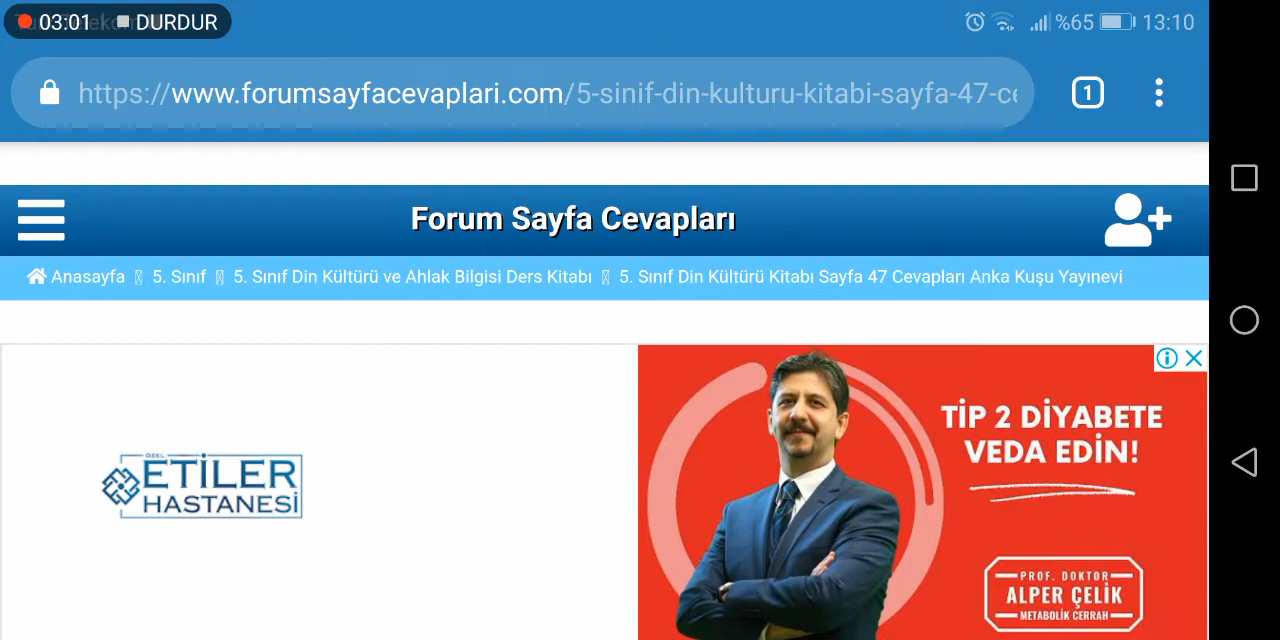 03:01 DURDUR
%65 13:10
https://www.forumsayfacevaplari.com/5-sinif-din-kulturu-kitabi-sayfa-47-ce
1
Forum Sayfa Cevapları
Anasayfa 5. Sınıf 5. Sınıf Din Kültürü ve Ahlak Bilgisi Ders Kitabı 5. Sınıf Din Kültürü Kitabı Sayfa 47 Cevapları Anka Kuşu Yayınevi
ÖZEL
ETİLER
HASTANESİ
TİP 2 DİYABETE
VEDA EDİN!
PROF. DOKTOR
ALPER ÇELİK
METABOLİK CERRAH